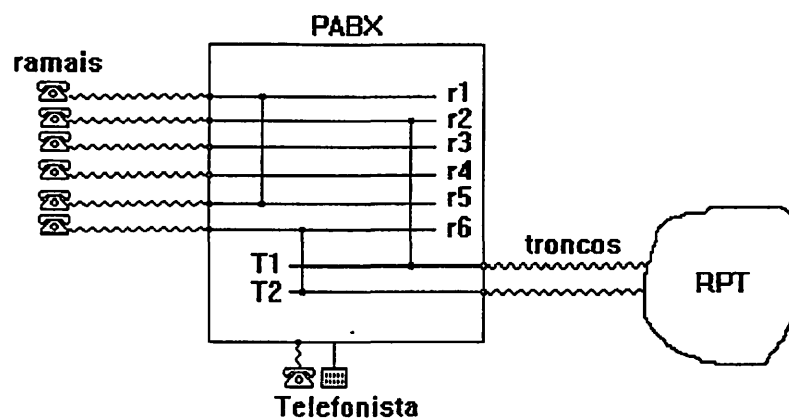 PABX
ramais
r1
r2
r3
r4
r5
r6
troncos
T1
T2
RPT
Telefonista